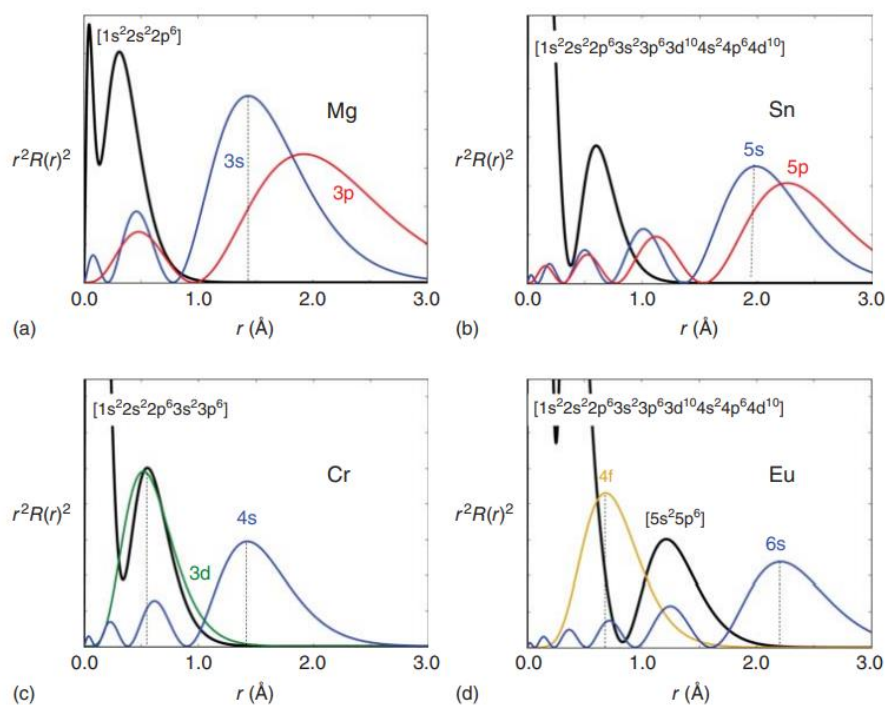 [1s²2s²2p⁶]
Mg
r²R(r)²
3s
3p
0.0 1.0 2.0 3.0
(a) r (Å)
[1s²2s²2p⁶3s²3p⁶3d¹⁰4s²4p⁶4d¹⁰]
Sn
r²R(r)²
5s
5p
0.0 1.0 2.0 3.0
(b) r (Å)
[1s²2s²2p⁶3s²3p⁶]
Cr
r²R(r)²
4s
3d
0.0 1.0 2.0 3.0
(c) r (Å)
[1s²2s²2p⁶3s²3p⁶3d¹⁰4s²4p⁶4d¹⁰]
4f
Eu
r²R(r)²
[5s²5p⁶]
6s
0.0 1.0 2.0 3.0
(d) r (Å)